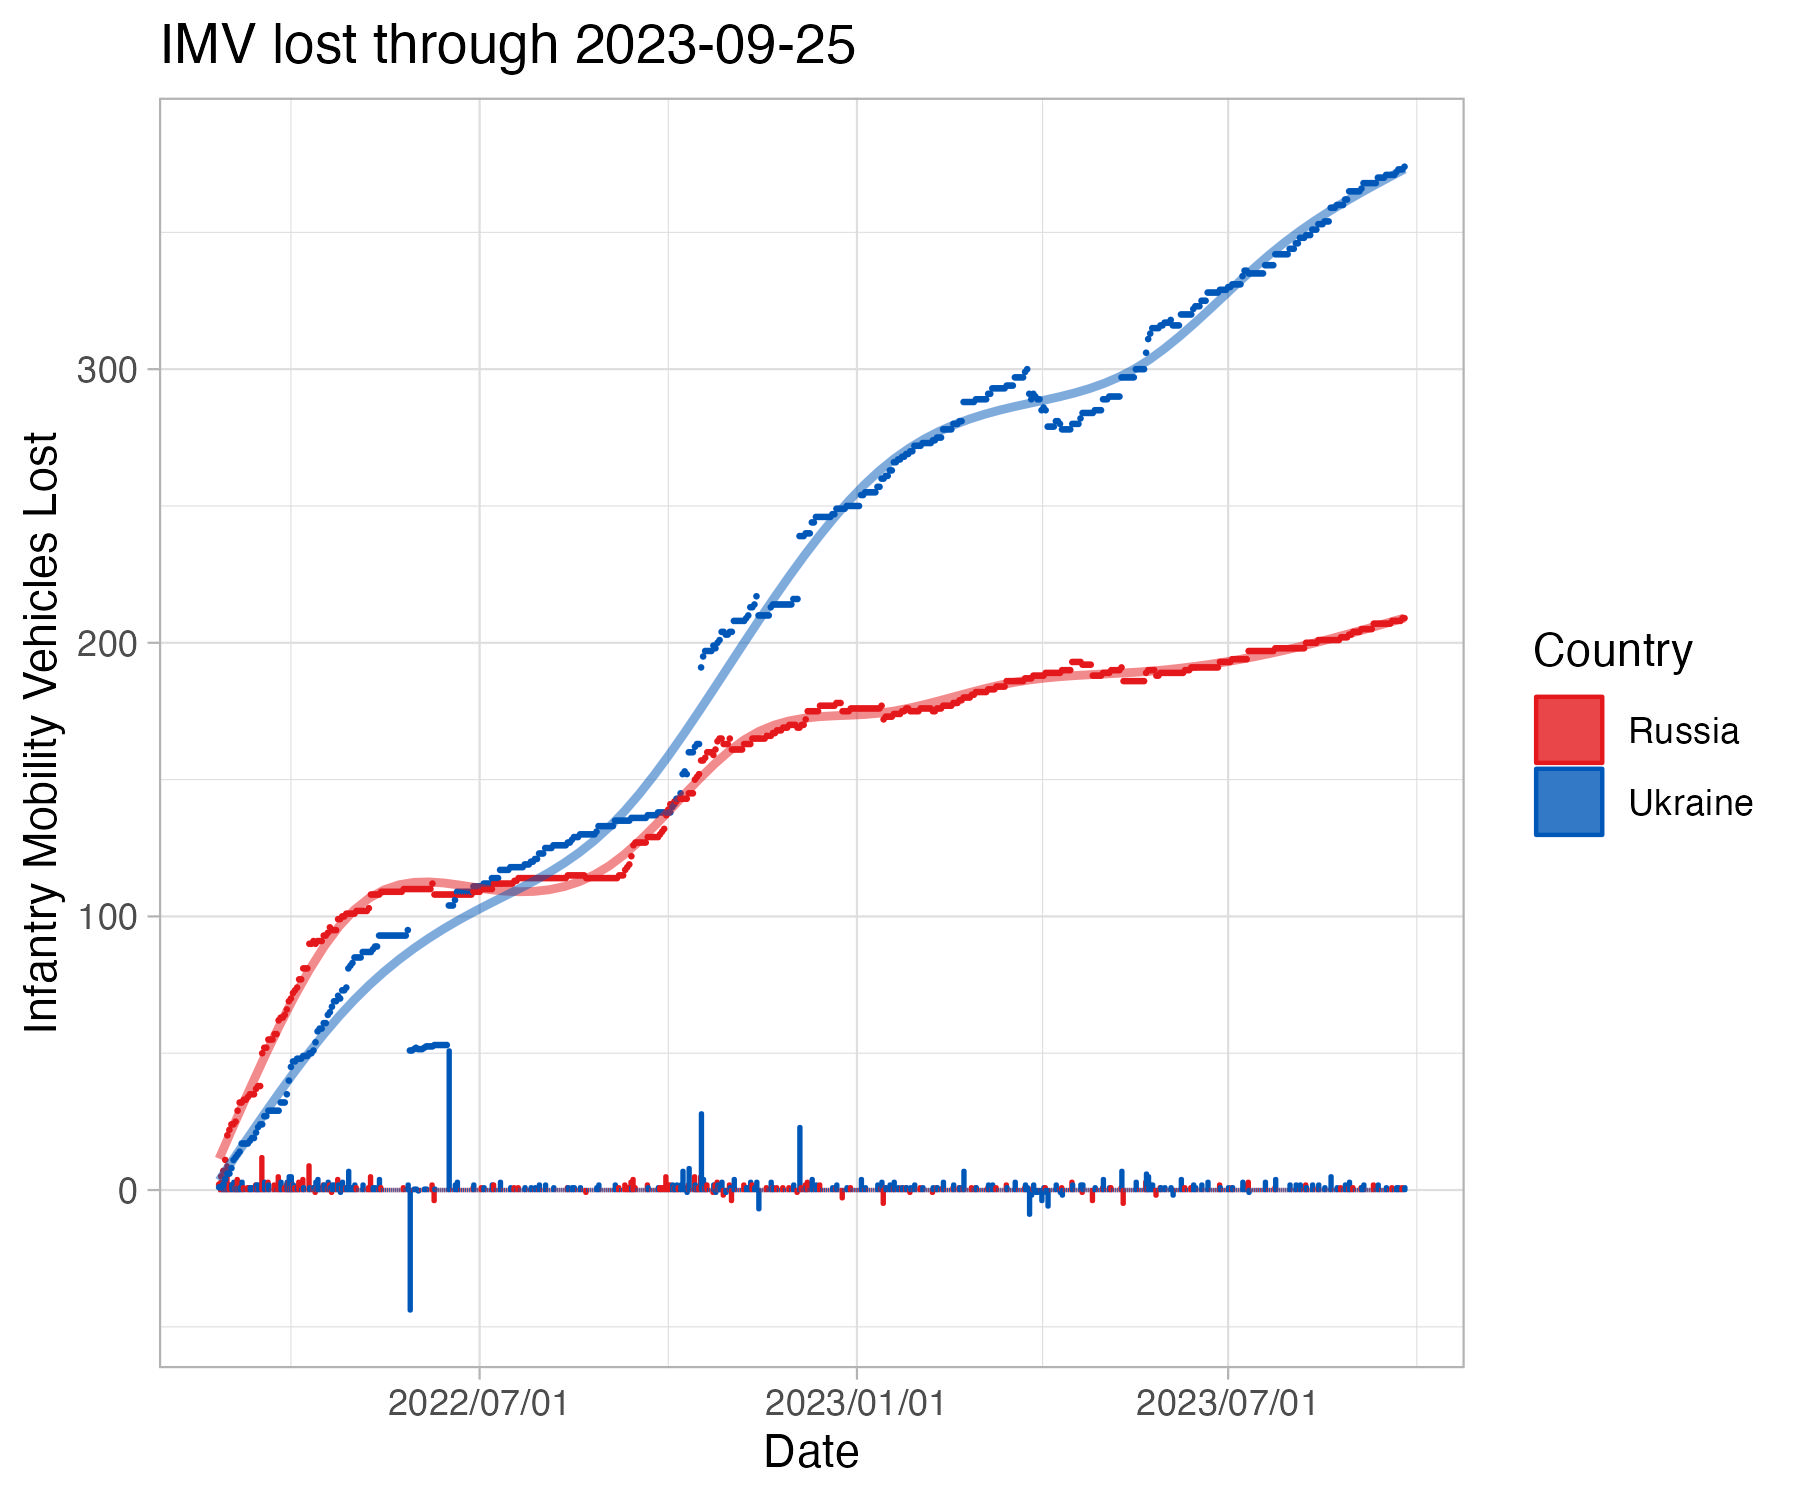 IMV lost through 2023-09-25
Infantry Mobility Vehicles Lost
300
200
100
0
2022/07/01
2023/01/01
2023/07/01
Date
Country
Russia
Ukraine